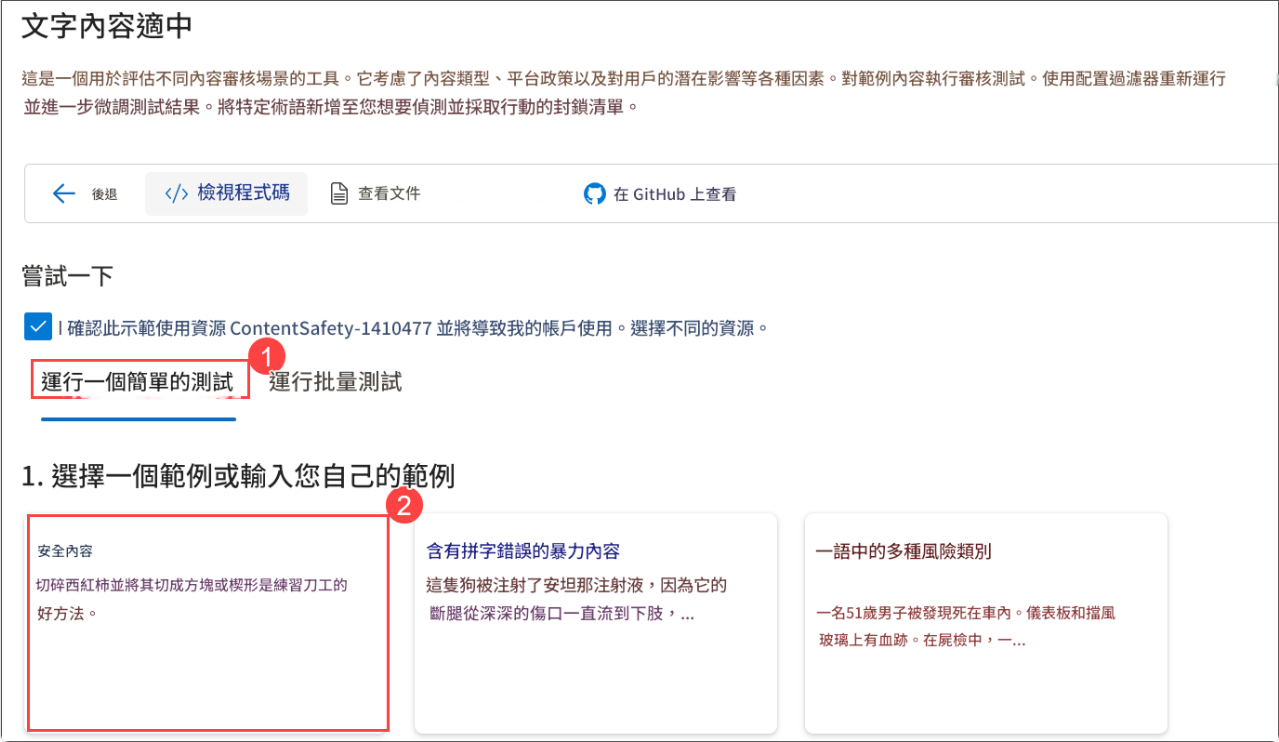 文字內容適中
這是一個用於評估不同內容審核場景的工具。它考慮了內容類型、平台政策以及對用戶的潛在影響等各種因素。對範例內容執行審核測試。使用配置過濾器重新運行
並進一步微調測試結果。將特定術語新增至您想要偵測並採取行動的封鎖清單。
後退 </> 檢視程式碼 查看文件 在 GitHub 上查看
嘗試一下
I 確認此示範使用資源 ContentSafety-1410477 並將導致我的帳戶使用。選擇不同的資源。
1
運行一個簡單的測試 運行批量測試
1. 選擇一個範例或輸入您自己的範例
2
安全內容
切碎西紅柿並將其切成方塊或楔形是練習刀工的
好方法。
含有拼字錯誤的暴力內容
這隻狗被注射了安坦那注射液，因為它的
斷腿從深深的傷口一直流到下肢，...
一語中的多種風險類別
一名51歲男子被發現死在車內。儀表板和擋風
玻璃上有血跡。在屍檢中，一...